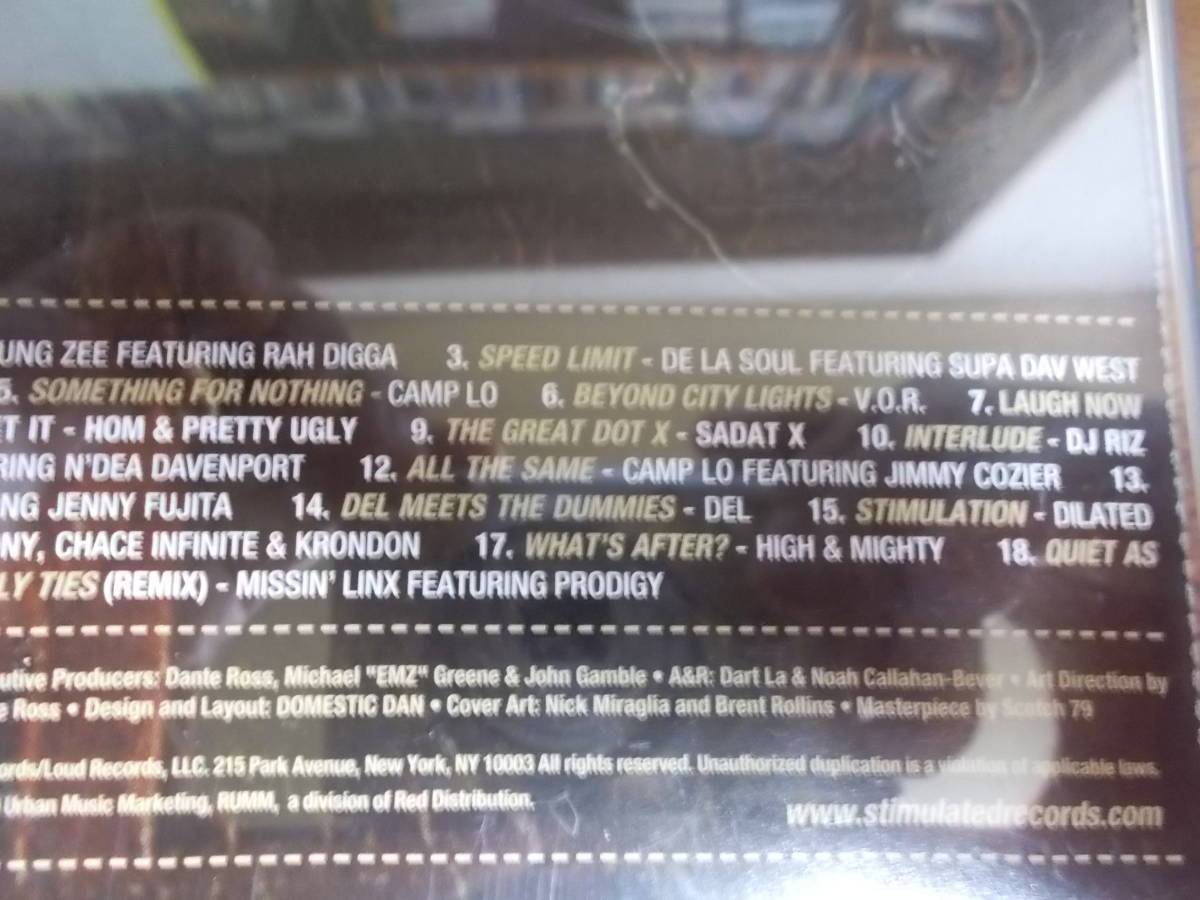 UNG ZEE FEATURING RAH DIGGA 3. SPEED LIMIT - DE LA SOUL FEATURING SUPA DAV WEST
5. SOMETHING FOR NOTHING - CAMP LO 6. BEYOND CITY LIGHTS - V.O.R. 7. LAUGH NOW
T IT - HOM & PRETTY UGLY 9. THE GREAT DOT X - SADAT X 10. INTERLUDE - DJ RIZ
RING N'DEA DAVENPORT 12. ALL THE SAME - CAMP LO FEATURING JIMMY COZIER 13.
NG JENNY FUJITA 14. DEL MEETS THE DUMMIES - DEL 15. STIMULATION - DILATED
NY, CHACE INFINITE & KRONDON 17. WHAT'S AFTER? - HIGH & MIGHTY 18. QUIET AS
LY TIES (REMIX) - MISSIN' LINX FEATURING PRODIGY
utive Producers: Dante Ross, Michael "EMZ" Greene & John Gamble • A&R: Dart La & Noah Callahan-Bever • Art Direction by
e Ross • Design and Layout: DOMESTIC DAN • Cover Art: Nick Miraglia and Brent Rollins • Masterpiece by Scotch 79
ords/Loud Records, LLC. 215 Park Avenue, New York, NY 10003 All rights reserved. Unauthorized duplication is a violation of applicable laws.
Urban Music Marketing, RUMM, a division of Red Distribution.
www.stimulatedrecords.com